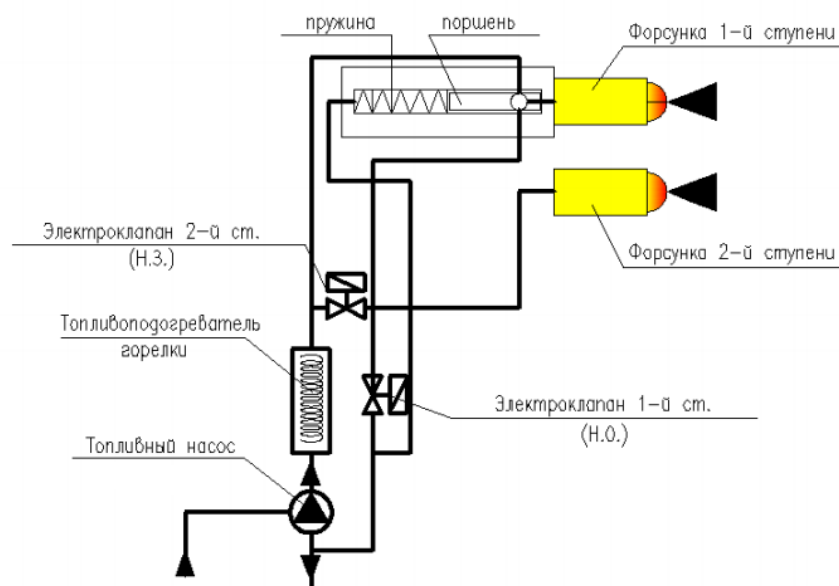 пружина
поршень
Форсунка 1-й ступени
Электроклапан 2-й ст.
(Н.З.)
Форсунка 2-й ступени
Топливоподогреватель
горелки
Электроклапан 1-й ст.
(Н.О.)
Топливный насос